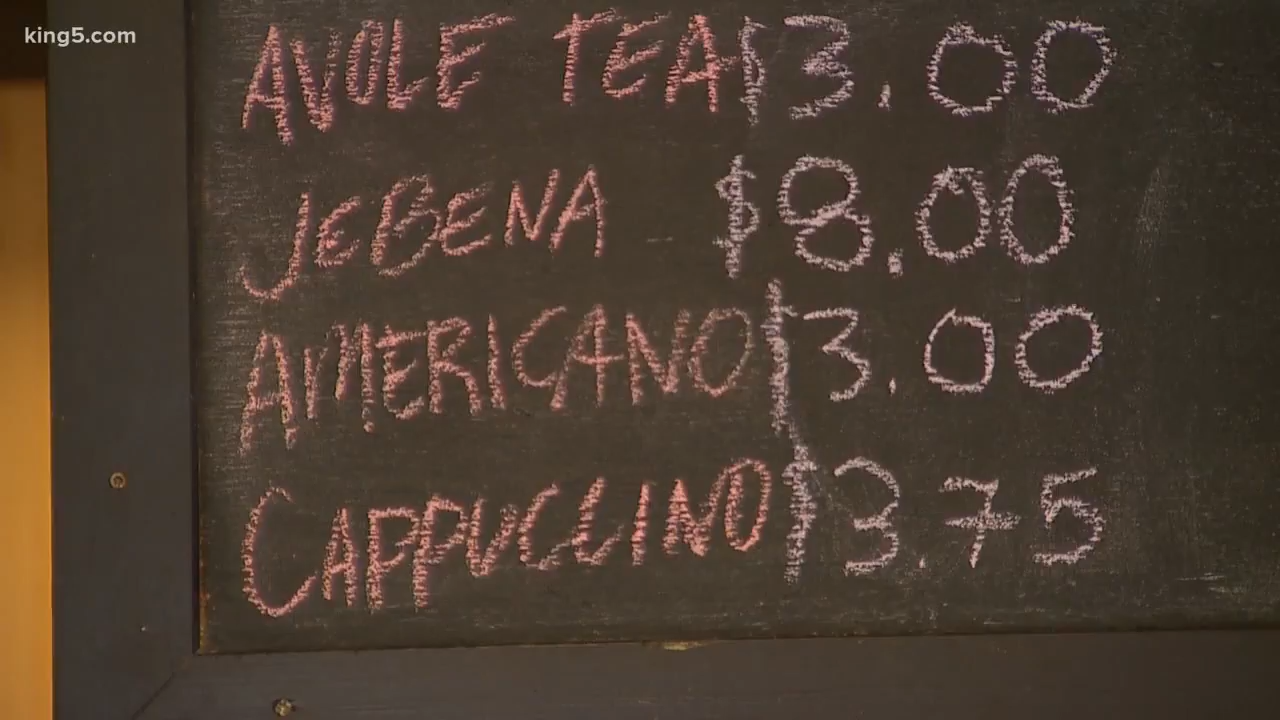 king5.com
AVOLE TEA $3.00
JEBENA $8.00
AMERICANO $3.00
CAPPUCCINO $3.75